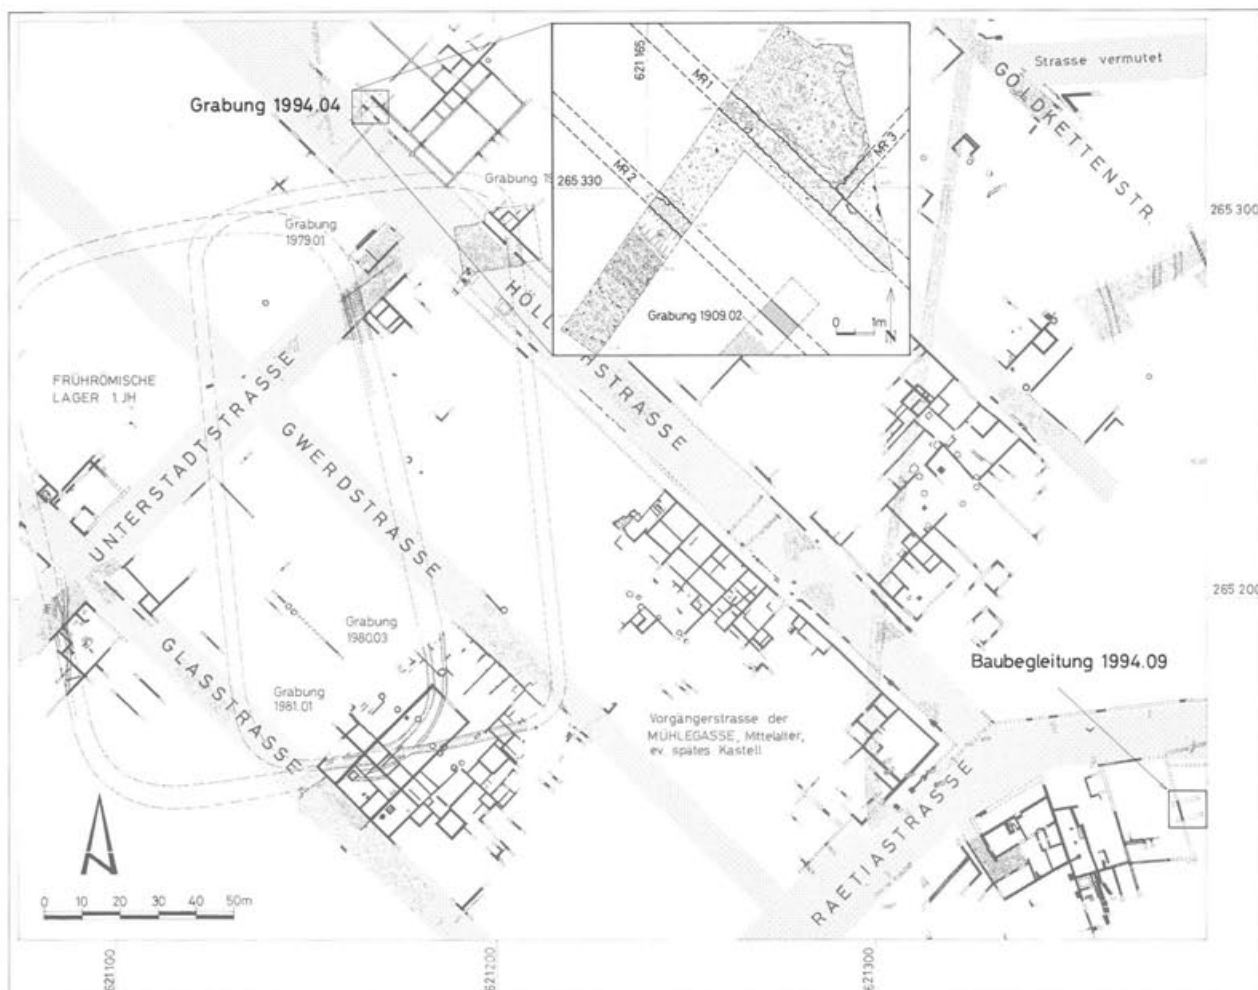 Strasse vermutet
GOLDKETTENSTR.
Grabung 1994.04
621 165
MR 1
MR 2
MR 3
265 330
Grabung 1909.02
0 1m
N
Grabung
265 300
Grabung
1979.01
HÖLL
HSTRASSE
FRÜHRÖMISCHE
LAGER 1. JH
UNTERSTADTSTRASSE
GWERDSTRASSE
265 200
Grabung
1980.03
GLASSTRASSE
Grabung
1981.01
Baubegleitung 1994.09
Vorgängerstrasse der
MÜHLEGASSE, Mittelalter,
ev. spätes Kastell
RAETIASTRASSE
N
0 10 20 30 40 50m
621100
621200
621300